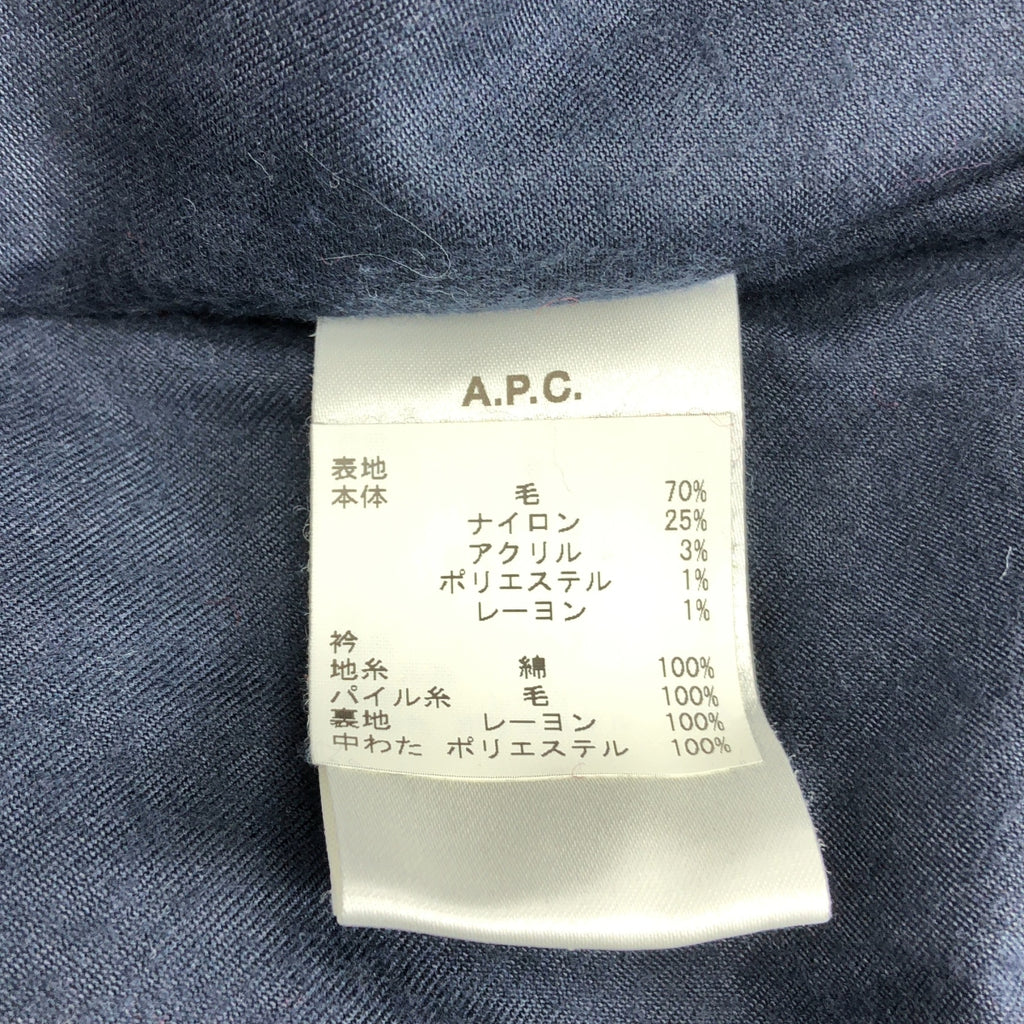 A.P.C.
表地
本体 毛 70%
ナイロン 25%
アクリル 3%
ポリエステル 1%
レーヨン 1%
衿
地糸 綿 100%
パイル糸 毛 100%
裏地 レーヨン 100%
中わた ポリエステル 100%